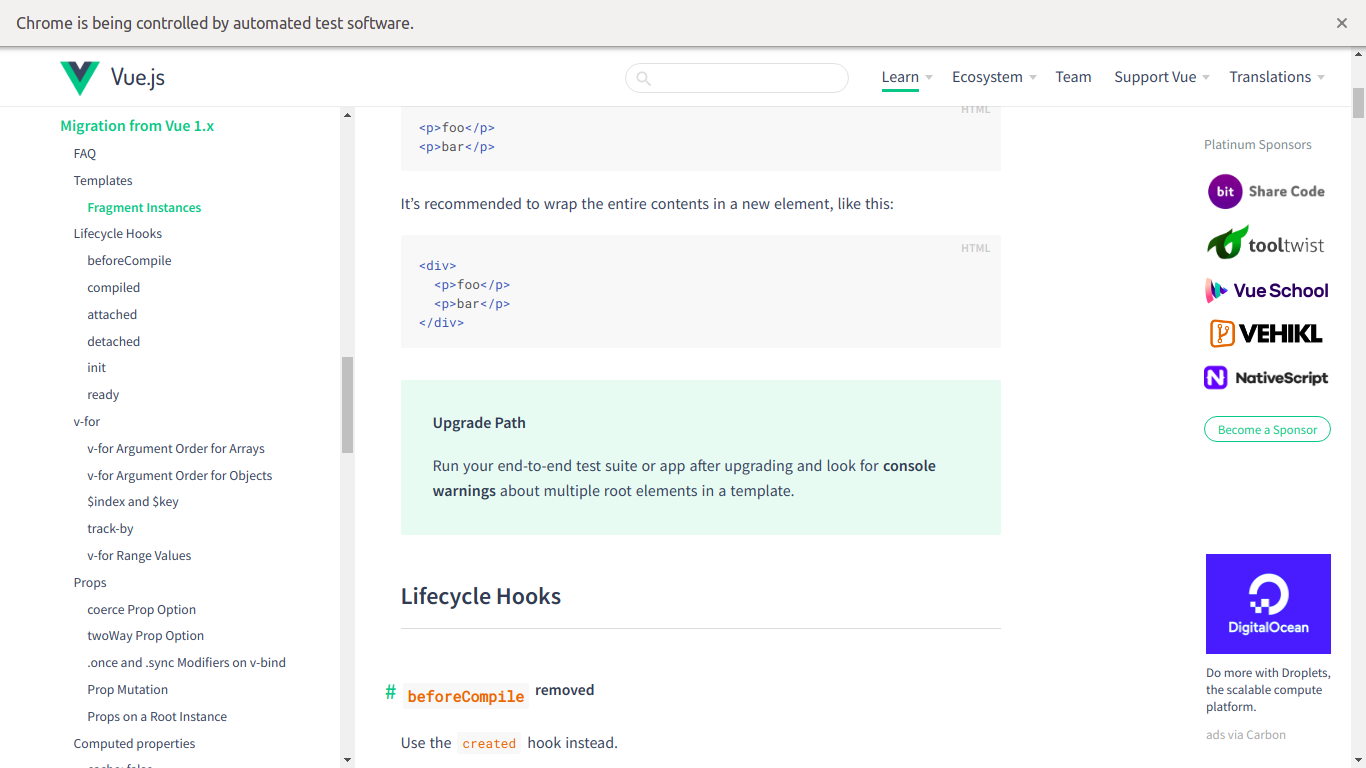 Chrome is being controlled by automated test software.
Vue.js
Learn
Ecosystem
Team
Support Vue
Translations
Migration from Vue 1.x
FAQ
Templates
Fragment Instances
Lifecycle Hooks
beforeCompile
compiled
attached
detached
init
ready
v-for
v-for Argument Order for Arrays
v-for Argument Order for Objects
$index and $key
track-by
v-for Range Values
Props
coerce Prop Option
twoWay Prop Option
.once and .sync Modifiers on v-bind
Prop Mutation
Props on a Root Instance
Computed properties
cache: false
HTML
<p>foo</p>
<p>bar</p>
It’s recommended to wrap the entire contents in a new element, like this:
HTML
<div>
  <p>foo</p>
  <p>bar</p>
</div>
Upgrade Path
Run your end-to-end test suite or app after upgrading and look for console
warnings about multiple root elements in a template.
Lifecycle Hooks
# beforeCompile removed
Use the created hook instead.
Platinum Sponsors
bit Share Code
tooltwist
Vue School
VEHIKL
N NativeScript
Become a Sponsor
DigitalOcean
Do more with Droplets,
the scalable compute
platform.
ads via Carbon